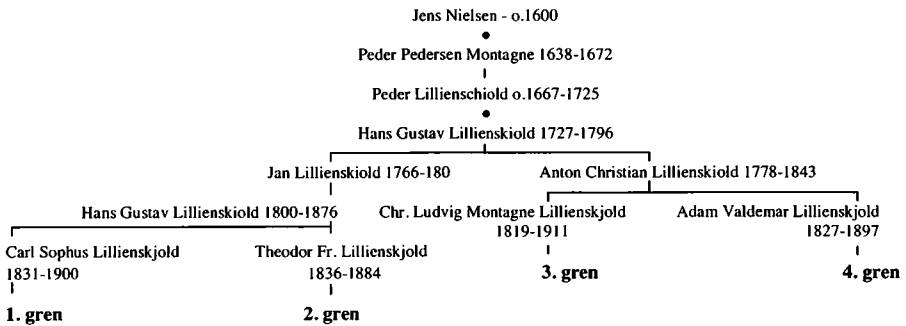 Jens Nielsen - o.1600
Peder Pedersen Montagne 1638-1672
Peder Lillienschiold o.1667-1725
Hans Gustav Lillienskiold 1727-1796
Jan Lillienskiold 1766-180
Anton Christian Lillienskiold 1778-1843
Hans Gustav Lillienskiold 1800-1876
Chr. Ludvig Montagne Lillienskjold
1819-1911
Adam Valdemar Lillienskjold
1827-1897
Carl Sophus Lillienskjold
1831-1900
Theodor Fr. Lillienskjold
1836-1884
3. gren
4. gren
1. gren
2. gren